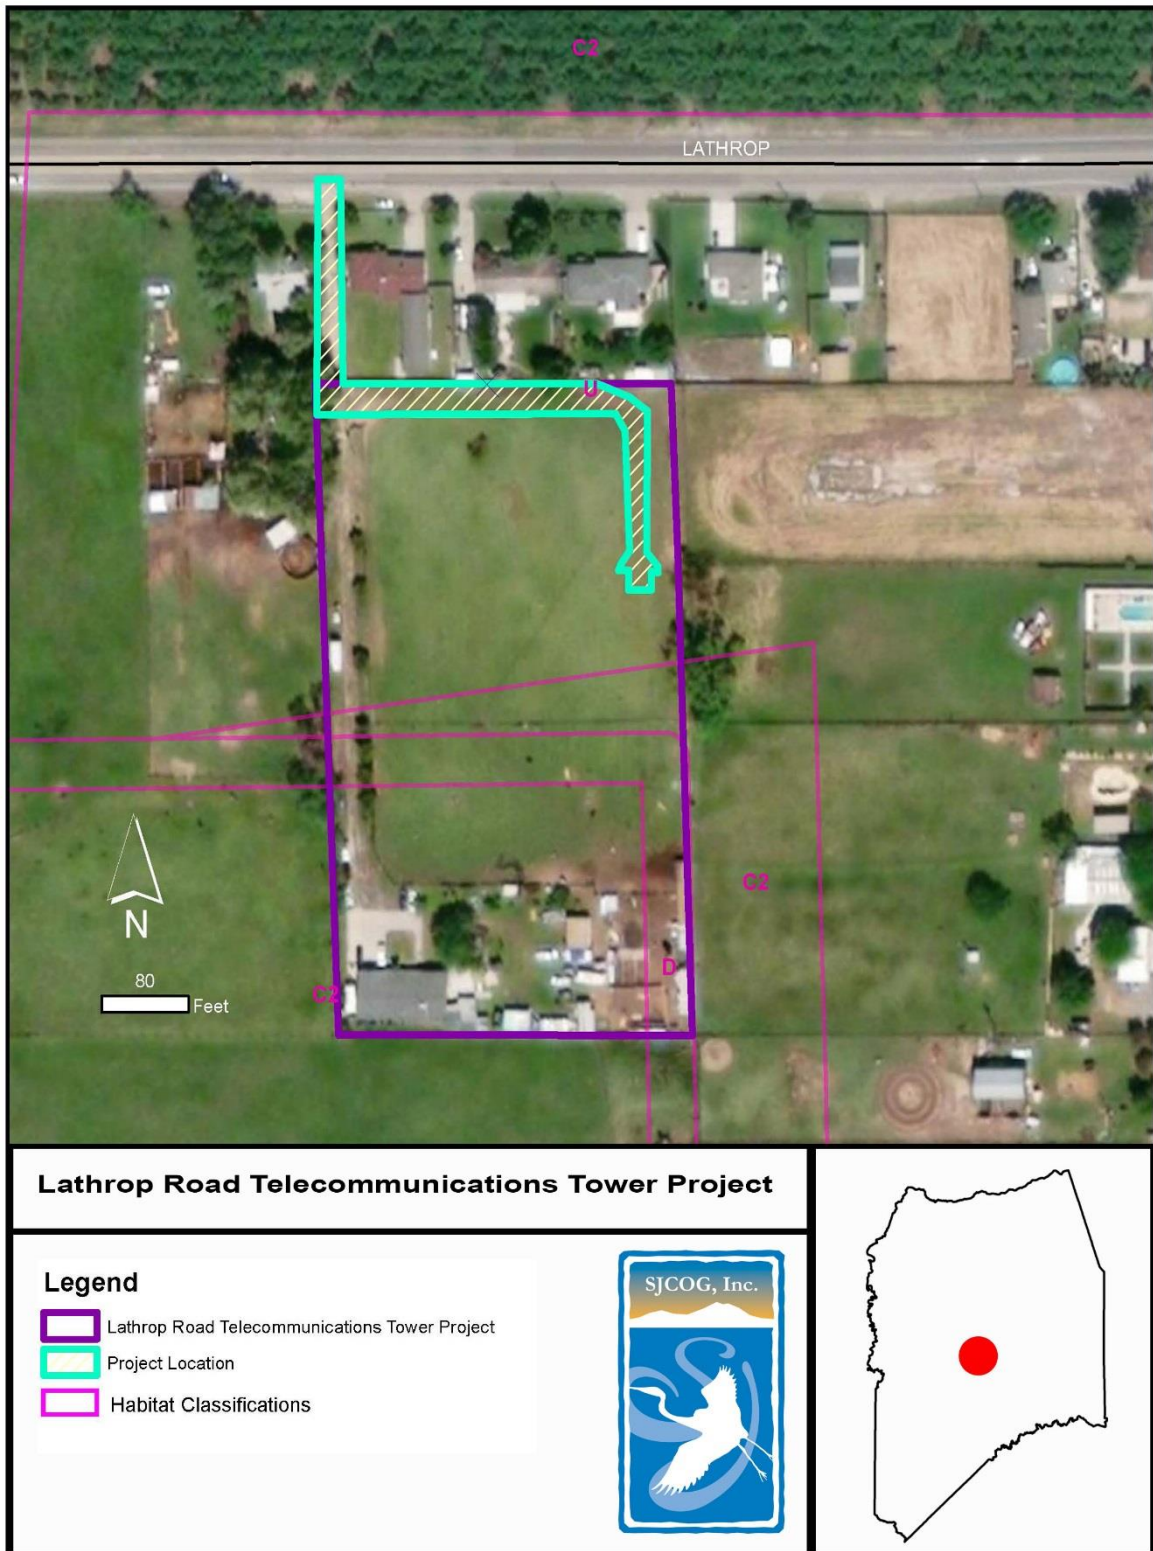 C2
LATHROP
U
C2
D
C2
N
80
Feet
Lathrop Road Telecommunications Tower Project
Legend
Lathrop Road Telecommunications Tower Project
Project Location
Habitat Classifications
SJCOG, Inc.